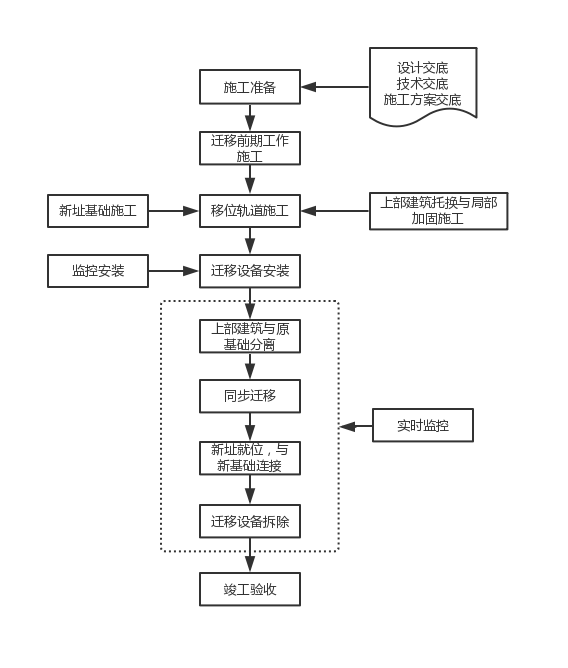 设计交底
技术交底
施工方案交底
施工准备
迁移前期工作
施工
新址基础施工
移位轨道施工
上部建筑托换与局部
加固施工
监控安装
迁移设备安装
上部建筑与原
基础分离
同步迁移
实时监控
新址就位，与
新基础连接
迁移设备拆除
竣工验收